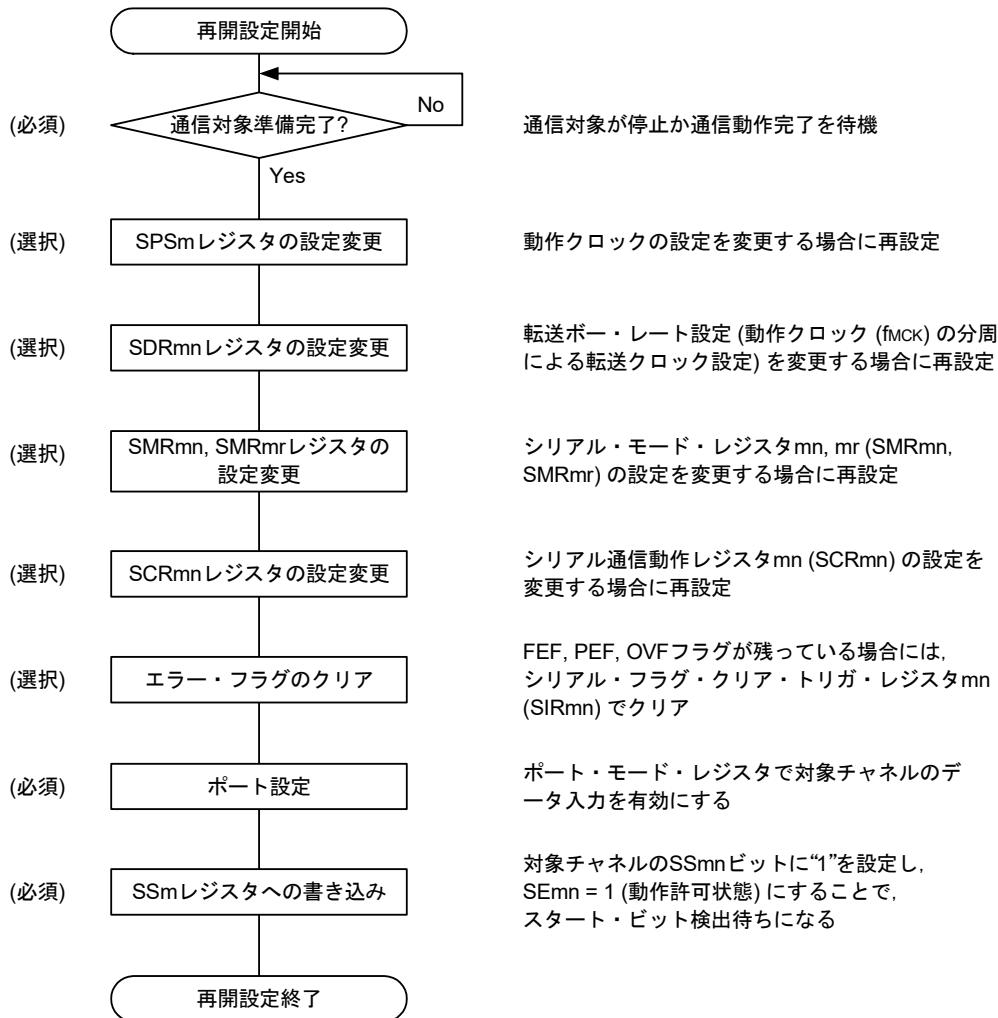 再開設定開始
No
(必須)
通信対象準備完了?
通信対象が停止か通信動作完了を待機
Yes
(選択)
SPSmレジスタの設定変更
動作クロックの設定を変更する場合に再設定
(選択)
SDRmnレジスタの設定変更
転送ボー・レート設定 (動作クロック (fMCK) の分周
による転送クロック設定) を変更する場合に再設定
(選択)
SMRmn, SMRmrレジスタの
設定変更
シリアル・モード・レジスタmn, mr (SMRmn,
SMRmr) の設定を変更する場合に再設定
(選択)
SCRmnレジスタの設定変更
シリアル通信動作レジスタmn (SCRmn) の設定を
変更する場合に再設定
(選択)
エラー・フラグのクリア
FEF, PEF, OVFフラグが残っている場合には,
シリアル・フラグ・クリア・トリガ・レジスタmn
(SIRmn) でクリア
(必須)
ポート設定
ポート・モード・レジスタで対象チャネルのデ
ータ入力を有効にする
(必須)
SSmレジスタへの書き込み
対象チャネルのSSmnビットに“1”を設定し,
SEmn = 1 (動作許可状態) にすることで,
スタート・ビット検出待ちになる
再開設定終了